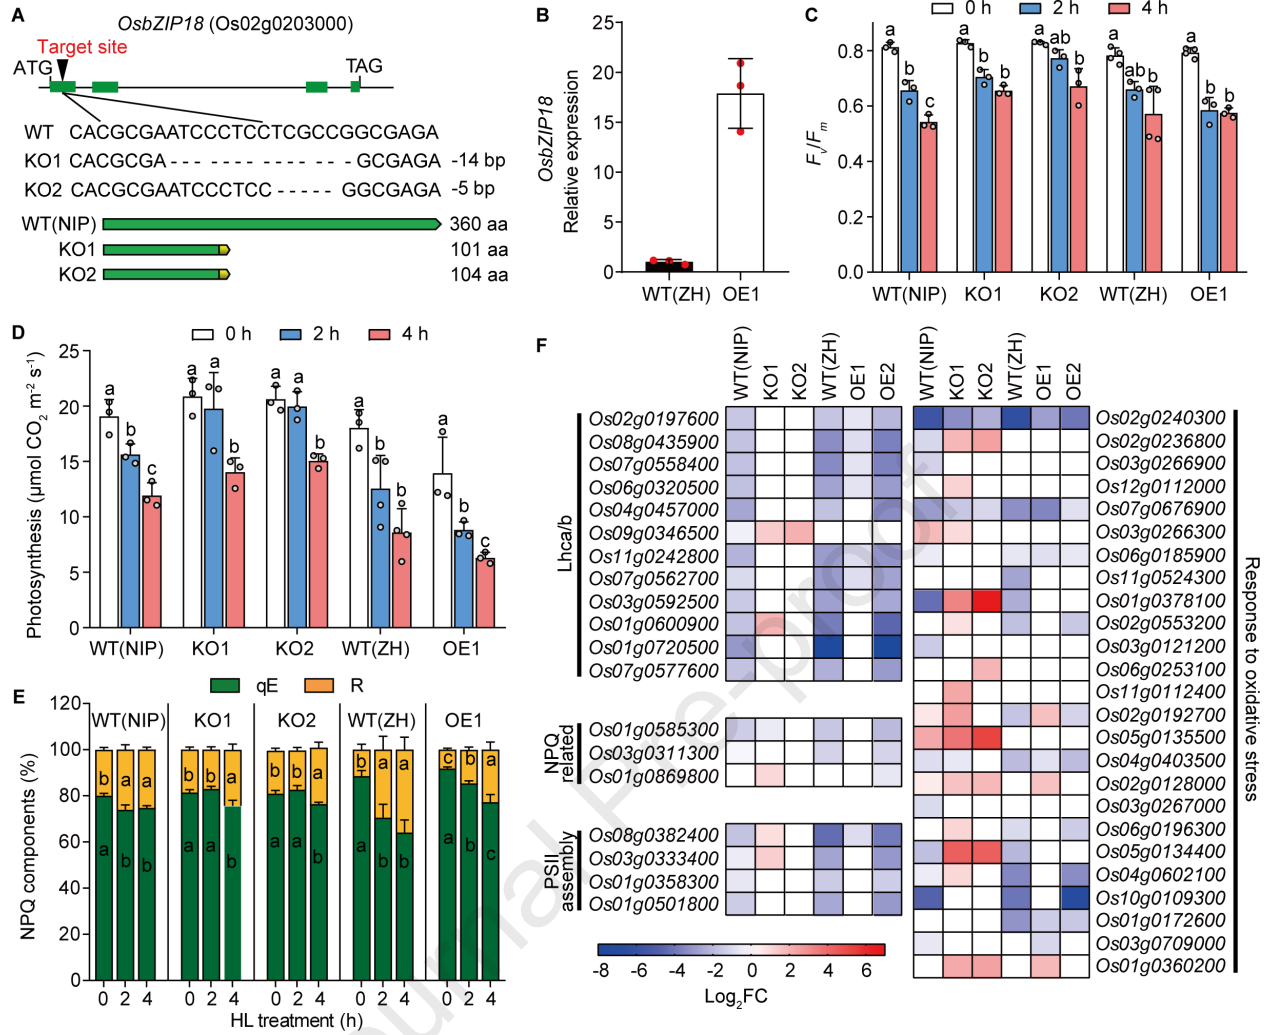 A
OsbZIP18 (Os02g0203000)
Target site
ATG
TAG
WT CACGCGAATCCCTCCTCGCCGGCGAGA
KO1 CACGCGA-- --- -- --- ----GCGAGA -14 bp
KO2 CACGCGAATCCCTCC ----- GGCGAGA -5 bp
WT(NIP) 360 aa
KO1 101 aa
KO2 104 aa
B
OsbZIP18
Relative expression
25
20
15
10
5
0
WT(ZH) OE1
C
0 h 2 h 4 h
Fv/Fm
0.8
0.6
0.4
0.2
0.0
a b c a b b a ab b a ab b a b b
WT(NIP) KO1 KO2 WT(ZH) OE1
D
0 h 2 h 4 h
Photosynthesis (μmol CO2 m-2 s-1)
25
20
15
10
5
0
a b c a a b a a b a b b a b c
WT(NIP) KO1 KO2 WT(ZH) OE1
E
qE R
NPQ components (%)
120
100
80
60
40
20
0
WT(NIP) KO1 KO2 WT(ZH) OE1
b a a b b a b b a b a a c b a
a b b a a b a a b a b b a b c
0 2 4 0 2 4 0 2 4 0 2 4 0 2 4
HL treatment (h)
F
WT(NIP) KO1 KO2 WT(ZH) OE1 OE2
Lhca/b
Os02g0197600
Os08g0435900
Os07g0558400
Os06g0320500
Os04g0457000
Os09g0346500
Os11g0242800
Os07g0562700
Os03g0592500
Os01g0600900
Os01g0720500
Os07g0577600
NPQ
related
Os01g0585300
Os03g0311300
Os01g0869800
PSII
assembly
Os08g0382400
Os03g0333400
Os01g0358300
Os01g0501800
-8 -6 -4 -2 0 2 4 6
Log2FC
WT(NIP) KO1 KO2 WT(ZH) OE1 OE2
Os02g0240300
Os02g0236800
Os03g0266900
Os12g0112000
Os07g0676900
Os03g0266300
Os06g0185900
Os11g0524300
Os01g0378100
Os02g0553200
Os03g0121200
Os06g0253100
Os11g0112400
Os02g0192700
Os05g0135500
Os04g0403500
Os02g0128000
Os03g0267000
Os06g0196300
Os05g0134400
Os04g0602100
Os10g0109300
Os01g0172600
Os03g0709000
Os01g0360200
Response to oxidative stress
Journal Pre-proof